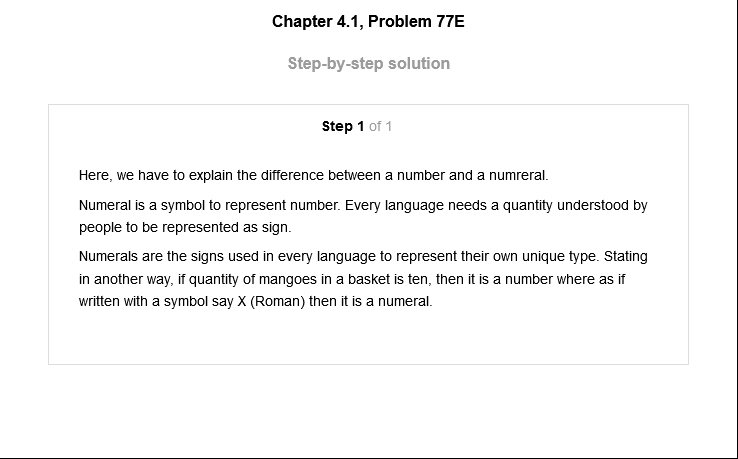 Chapter 4.1, Problem 77E
Step-by-step solution
Step 1 of 1
Here, we have to explain the difference between a number and a numreral.
Numeral is a symbol to represent number. Every language needs a quantity understood by
people to be represented as sign.
Numerals are the signs used in every language to represent their own unique type. Stating
in another way, if quantity of mangoes in a basket is ten, then it is a number where as if
written with a symbol say X (Roman) then it is a numeral.